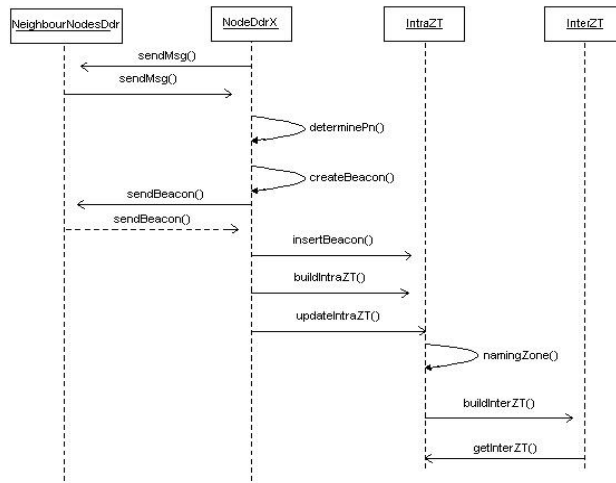 NeighbourNodesDdr
NodeDdrX
IntraZT
InterZT
sendMsg()
sendMsg()
determinePn()
createBeacon()
sendBeacon()
sendBeacon()
insertBeacon()
buildIntraZT()
updateIntraZT()
namingZone()
buildInterZT()
getInterZT()